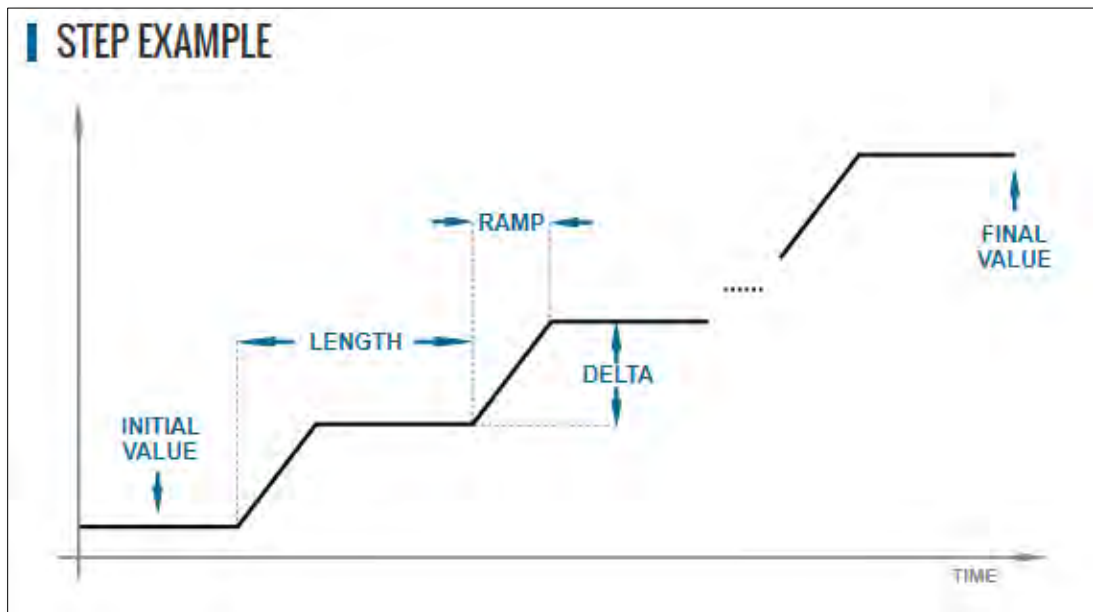 STEP EXAMPLE
RAMP
FINAL
VALUE
LENGTH
DELTA
INITIAL
VALUE
TIME